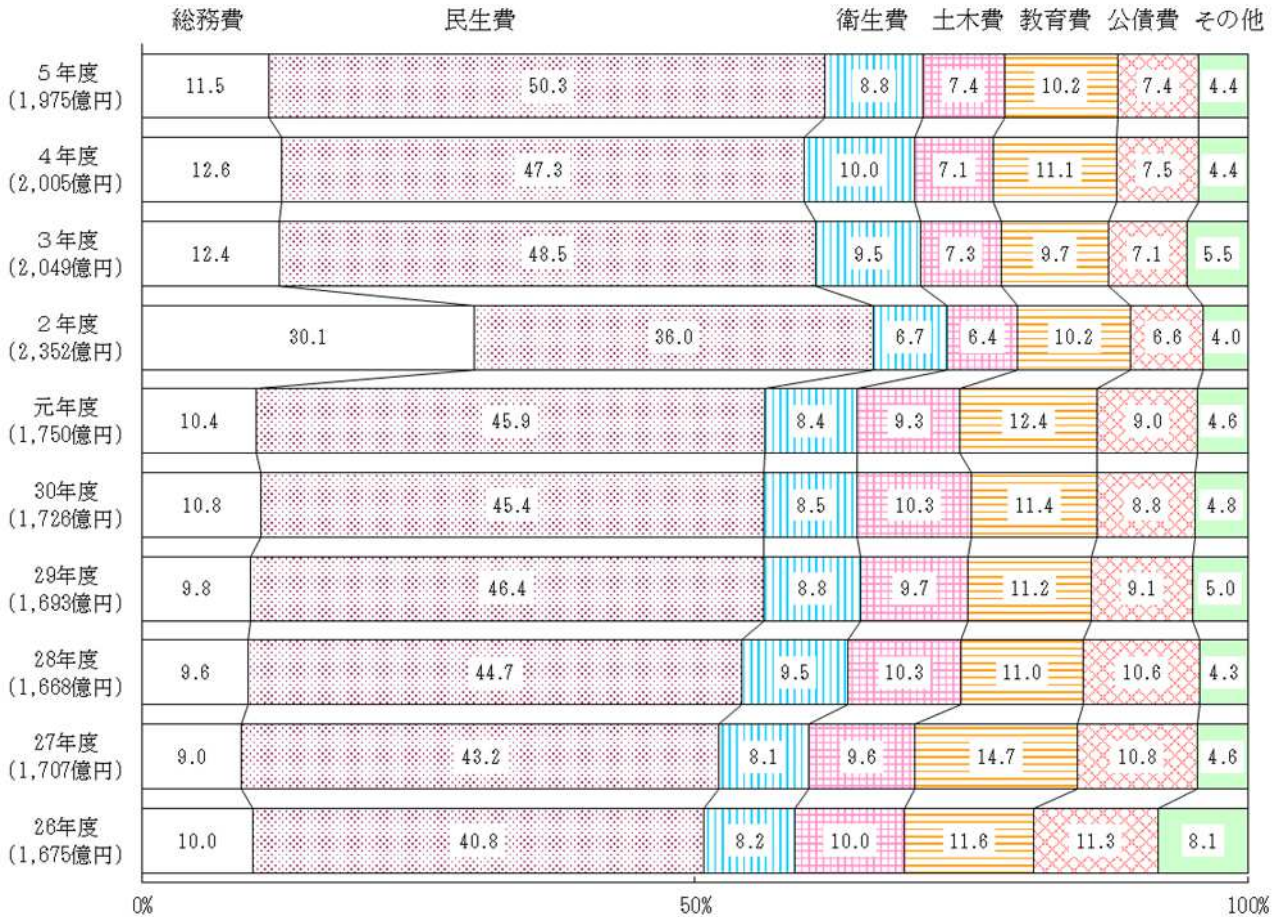 総務費 民生費 衛生費 土木費 教育費 公債費 その他
5年度
(1,975億円)
11.5 50.3 8.8 7.4 10.2 7.4 4.4
4年度
(2,005億円)
12.6 47.3 10.0 7.1 11.1 7.5 4.4
3年度
(2,049億円)
12.4 48.5 9.5 7.3 9.7 7.1 5.5
2年度
(2,352億円)
30.1 36.0 6.7 6.4 10.2 6.6 4.0
元年度
(1,750億円)
10.4 45.9 8.4 9.3 12.4 9.0 4.6
30年度
(1,726億円)
10.8 45.4 8.5 10.3 11.4 8.8 4.8
29年度
(1,693億円)
9.8 46.4 8.8 9.7 11.2 9.1 5.0
28年度
(1,668億円)
9.6 44.7 9.5 10.3 11.0 10.6 4.3
27年度
(1,707億円)
9.0 43.2 8.1 9.6 14.7 10.8 4.6
26年度
(1,675億円)
10.0 40.8 8.2 10.0 11.6 11.3 8.1
0% 50% 100%